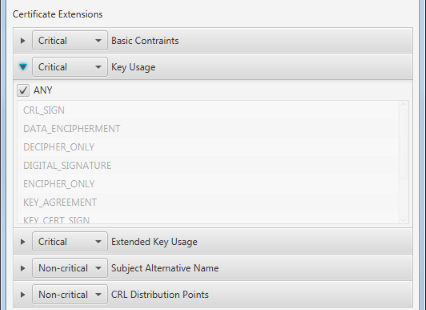 Certificate Extensions
Critical Basic Contraints
Critical Key Usage
ANY
CRL_SIGN
DATA_ENCIPHERMENT
DECIPHER_ONLY
DIGITAL_SIGNATURE
ENCIPHER_ONLY
KEY_AGREEMENT
KEY_CERT_SIGN
Critical Extended Key Usage
Non-critical Subject Alternative Name
Non-critical CRL Distribution Points